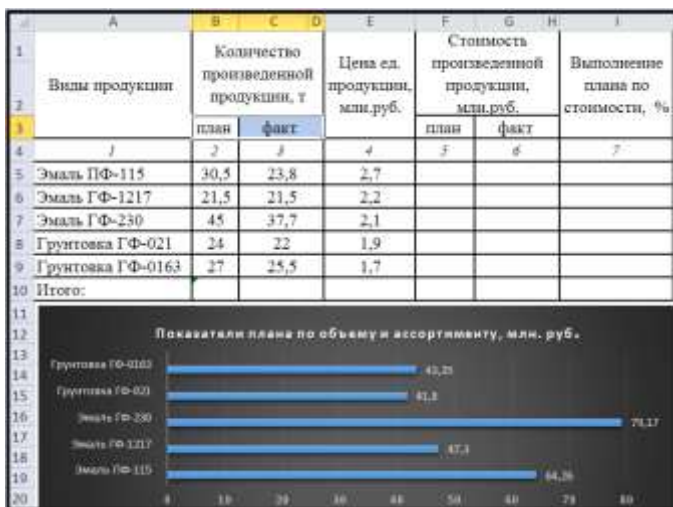 A B C D E F G H I
1 Виды продукции Количество произведенной продукции, т Цена ед. продукции, млн.руб. Стоимость произведенной продукции, млн.руб. Выполнение плана по стоимости, %
2
3 план факт план факт
4 1 2 3 4 5 6 7
5 Эмаль ПФ-115 30,5 23,8 2,7
6 Эмаль ГФ-1217 21,5 21,5 2,2
7 Эмаль ГФ-230 45 37,7 2,1
8 Грунтовка ГФ-021 24 22 1,9
9 Грунтовка ГФ-0163 27 25,5 1,7
10 Итого:
11
12 Показатели плана по объему и ассортименту, млн. руб.
13
14 Грунтовка ГФ-0163 43,35
15 Грунтовка ГФ-021 41,8
16 Эмаль ГФ-230 79,17
17
18 Эмаль ГФ-1217 47,3
19 Эмаль ПФ-115 64,26
20 0 10 20 30 40 50 60 70 80